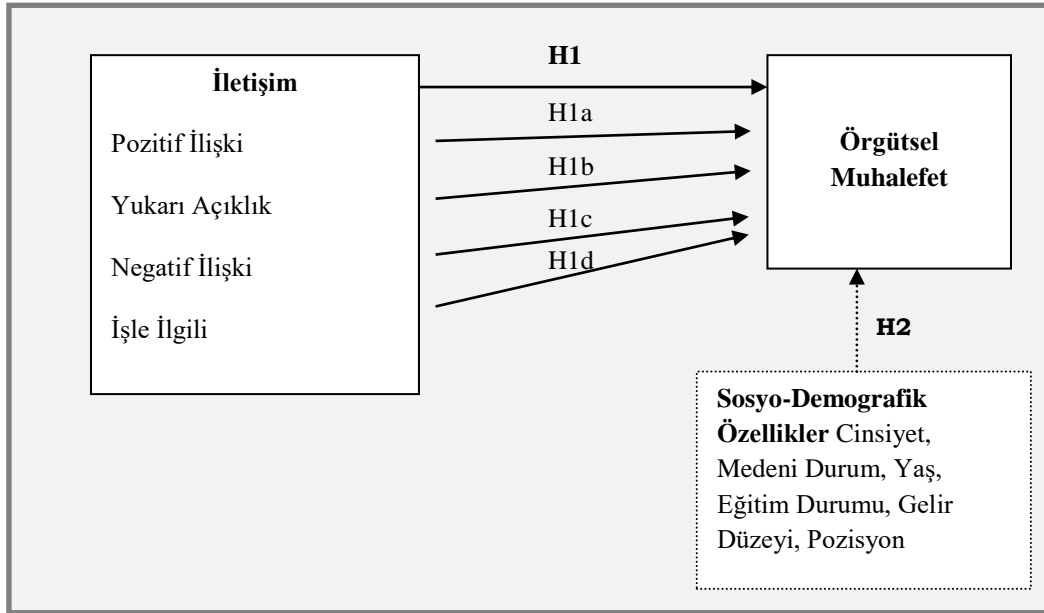 İletişim
Pozitif İlişki
Yukarı Açıklık
Negatif İlişki
İşle İlgili
H1
H1a
H1b
H1c
H1d
Örgütsel
Muhalefet
H2
Sosyo-Demografik
Özellikler Cinsiyet,
Medeni Durum, Yaş,
Eğitim Durumu, Gelir
Düzeyi, Pozisyon